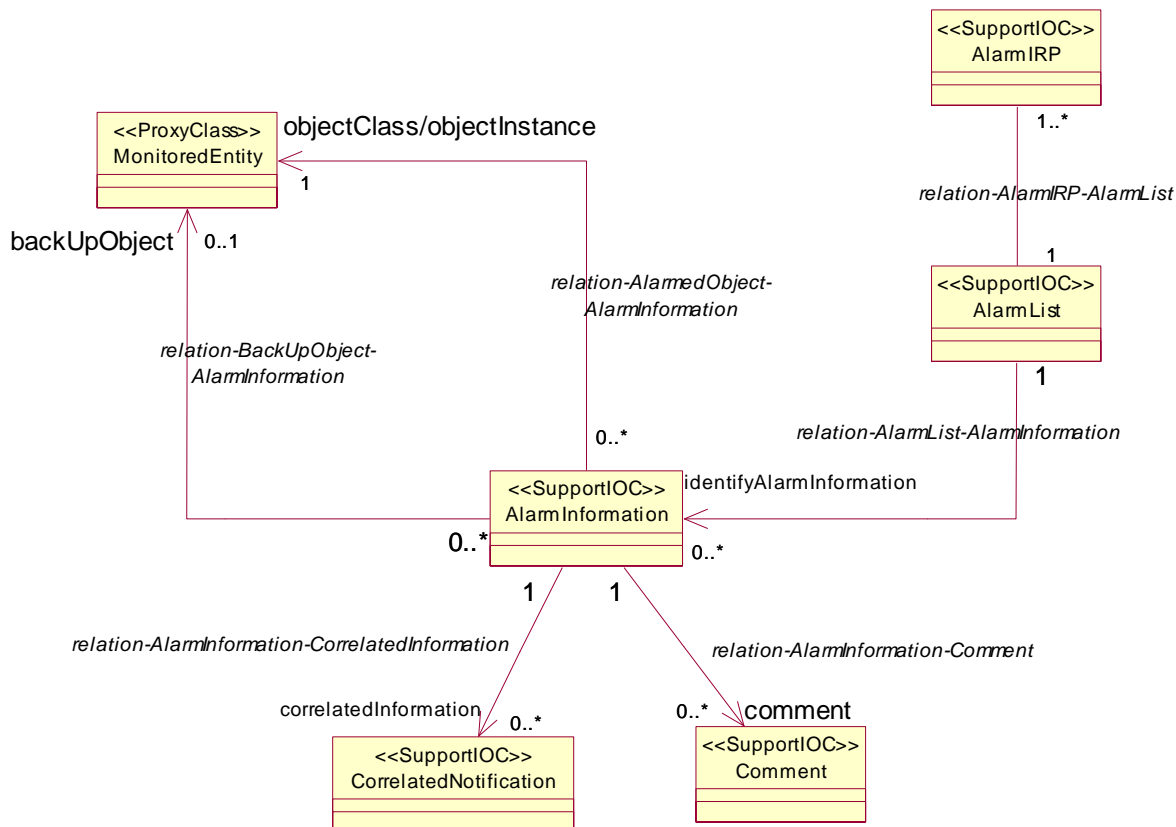 <<SupportIOC>>
AlarmIRP
1..*
relation-AlarmIRP-AlarmList
1
<<SupportIOC>>
AlarmList
1
relation-AlarmList-AlarmInformation
identifyAlarmInformation
0..*
<<ProxyClass>>
MonitoredEntity
objectClass/objectInstance
1
backUpObject
0..1
relation-AlarmedObject-
AlarmInformation
relation-BackUpObject-
AlarmInformation
0..*
<<SupportIOC>>
AlarmInformation
0..*
1
1
relation-AlarmInformation-CorrelatedInformation
relation-AlarmInformation-Comment
correlatedInformation
0..*
0..*
comment
<<SupportIOC>>
CorrelatedNotification
<<SupportIOC>>
Comment